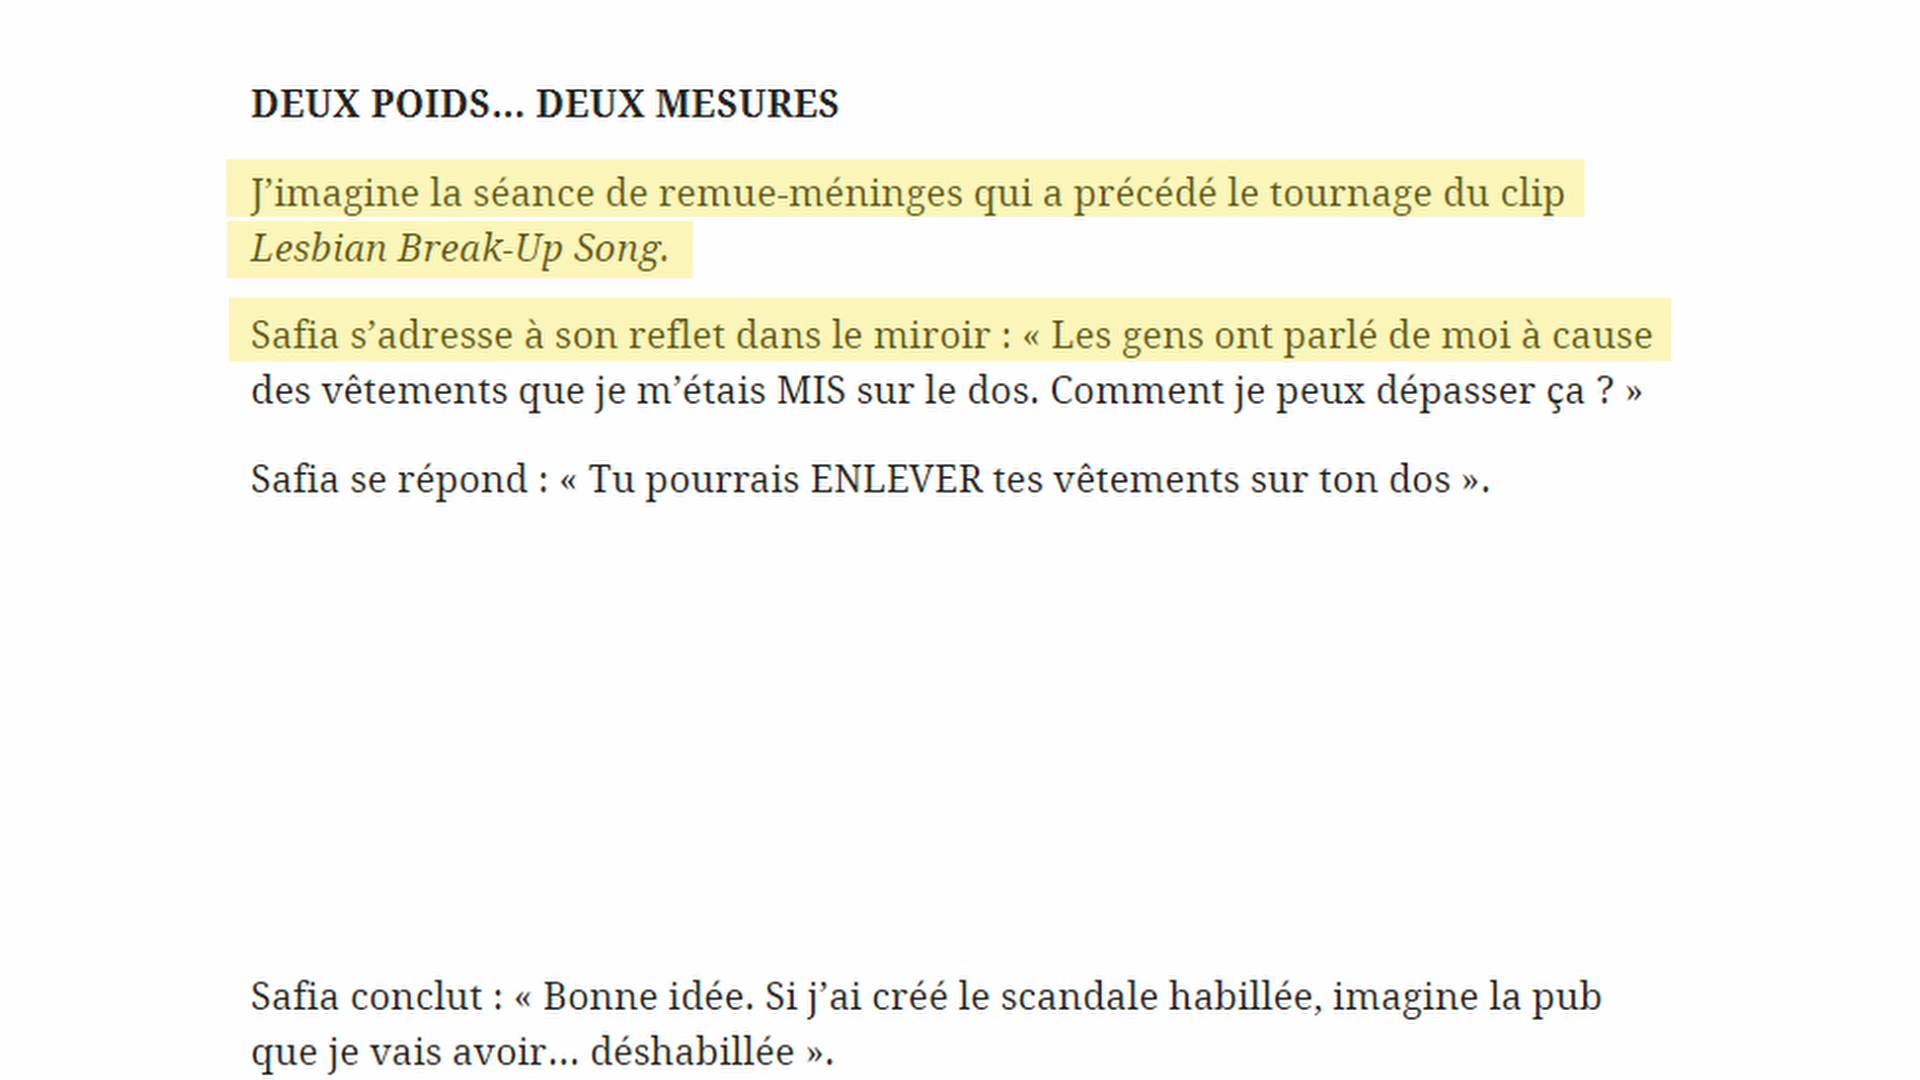 DEUX POIDS… DEUX MESURES
J’imagine la séance de remue-méninges qui a précédé le tournage du clip
Lesbian Break-Up Song.
Safia s’adresse à son reflet dans le miroir : « Les gens ont parlé de moi à cause
des vêtements que je m’étais MIS sur le dos. Comment je peux dépasser ça ? »
Safia se répond : « Tu pourrais ENLEVER tes vêtements sur ton dos ».
Safia conclut : « Bonne idée. Si j’ai créé le scandale habillée, imagine la pub
que je vais avoir… déshabillée ».